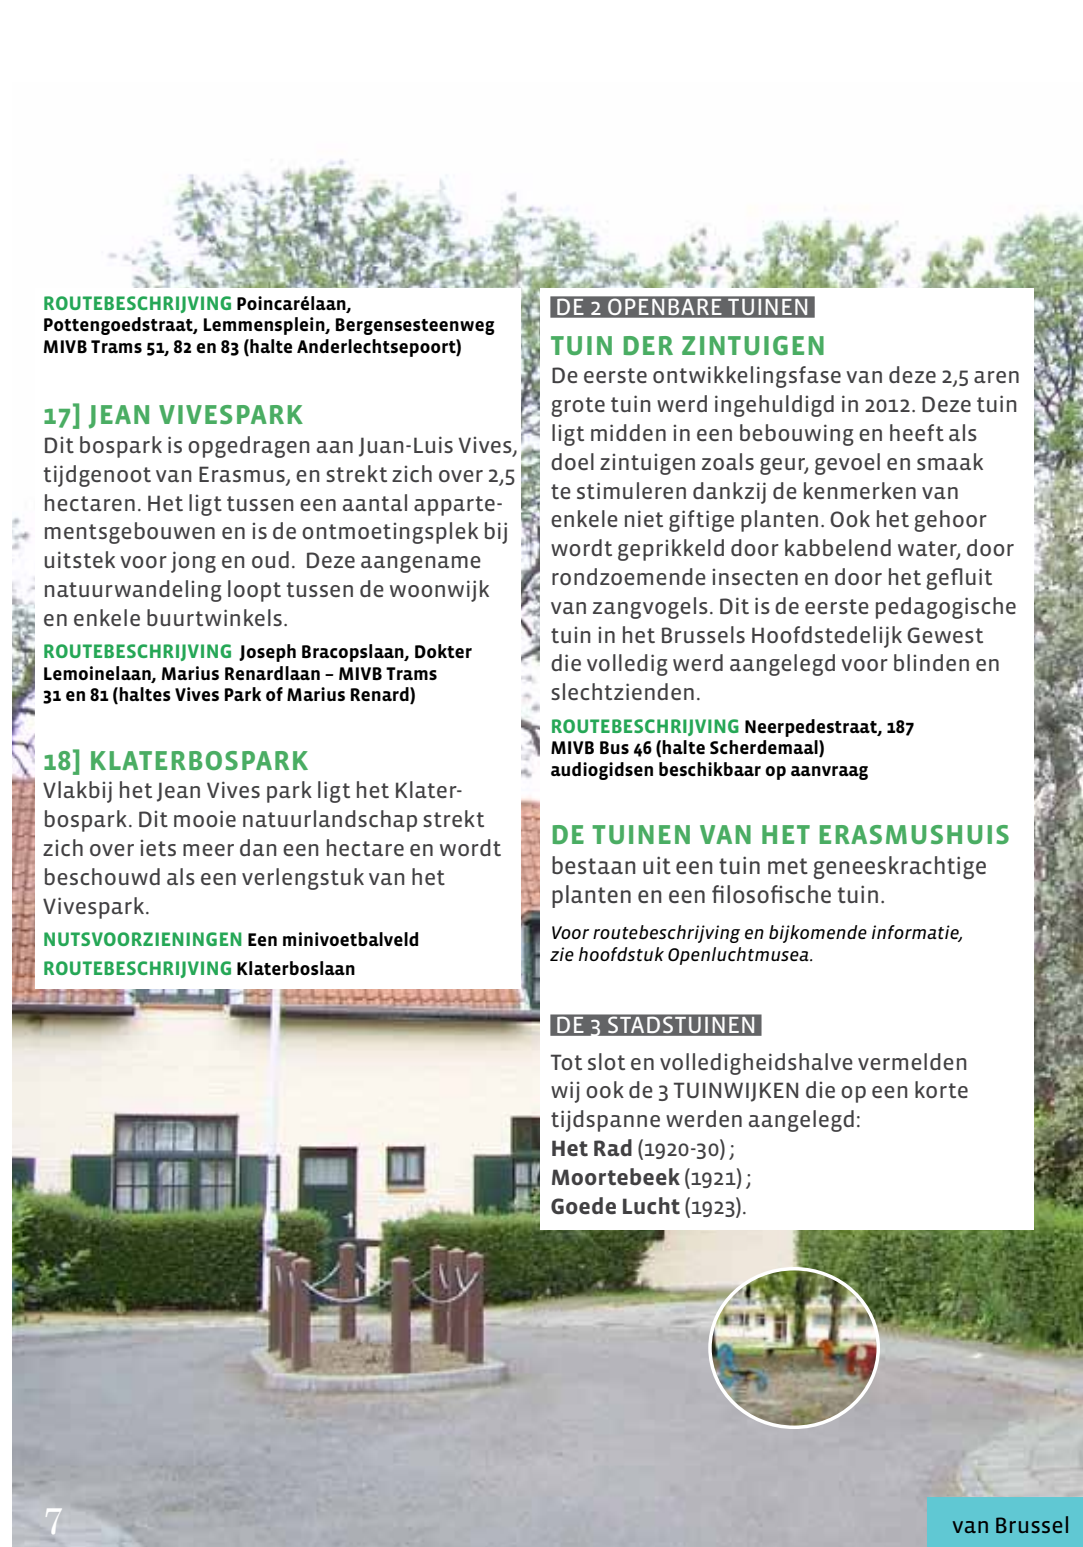 ROUTEBESCHRIJVING Poincarélaan,
Pottengoedstraat, Lemmensplein, Bergensesteenweg
MIVB Trams 51, 82 en 83 (halte Anderlechtsepoort)
17] JEAN VIVESPARK
Dit bospark is opgedragen aan Juan-Luis Vives,
tijdgenoot van Erasmus, en strekt zich over 2,5
hectaren. Het ligt tussen een aantal apparte-
mentsgebouwen en is de ontmoetingsplek bij
uitstek voor jong en oud. Deze aangename
natuurwandeling loopt tussen de woonwijk
en enkele buurtwinkels.
ROUTEBESCHRIJVING Joseph Bracopslaan, Dokter
Lemoinelaan, Marius Renardlaan – MIVB Trams
31 en 81 (haltes Vives Park of Marius Renard)
18] KLATERBOSPARK
Vlakbij het Jean Vives park ligt het Klater-
bospark. Dit mooie natuurlandschap strekt
zich over iets meer dan een hectare en wordt
beschouwd als een verlengstuk van het
Vivespark.
NUTSVOORZIENINGEN Een minivoetbalveld
ROUTEBESCHRIJVING Klaterboslaan
DE 2 OPENBARE TUINEN
TUIN DER ZINTUIGEN
De eerste ontwikkelingsfase van deze 2,5 aren
grote tuin werd ingehuldigd in 2012. Deze tuin
ligt midden in een bebouwing en heeft als
doel zintuigen zoals geur, gevoel en smaak
te stimuleren dankzij de kenmerken van
enkele niet giftige planten. Ook het gehoor
wordt geprikkeld door kabbelend water, door
rondzoemende insecten en door het gefluit
van zangvogels. Dit is de eerste pedagogische
tuin in het Brussels Hoofdstedelijk Gewest
die volledig werd aangelegd voor blinden en
slechtzienden.
ROUTEBESCHRIJVING Neerpedestraat, 187
MIVB Bus 46 (halte Scherdemaal)
audiogidsen beschikbaar op aanvraag
DE TUINEN VAN HET ERASMUSHUIS
bestaan uit een tuin met geneeskrachtige
planten en een filosofische tuin.
Voor routebeschrijving en bijkomende informatie,
zie hoofdstuk Openluchtmusea.
DE 3 STADSTUINEN
Tot slot en volledigheidshalve vermelden
wij ook de 3 TUINWIJKEN die op een korte
tijdspanne werden aangelegd:
Het Rad (1920-30) ;
Moortebeek (1921) ;
Goede Lucht (1923).
7
van Brussel